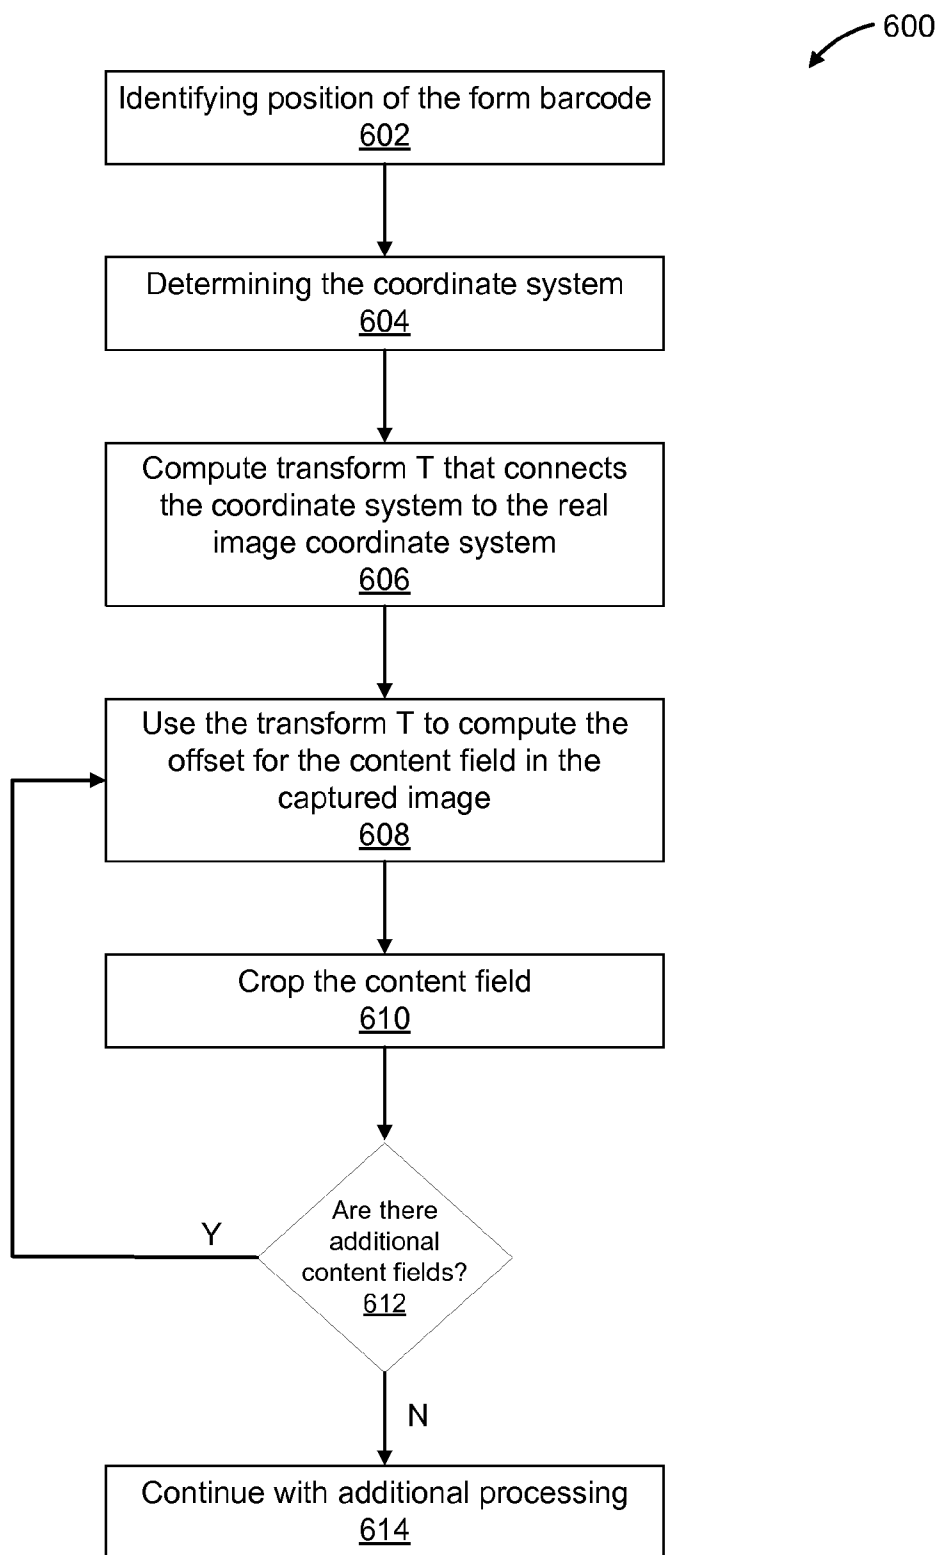 600
Identifying position of the form barcode
602
Determining the coordinate system
604
Compute transform T that connects
the coordinate system to the real
image coordinate system
606
Use the transform T to compute the
offset for the content field in the
captured image
608
Crop the content field
610
Are there
additional
content fields?
612
Y
N
Continue with additional processing
614